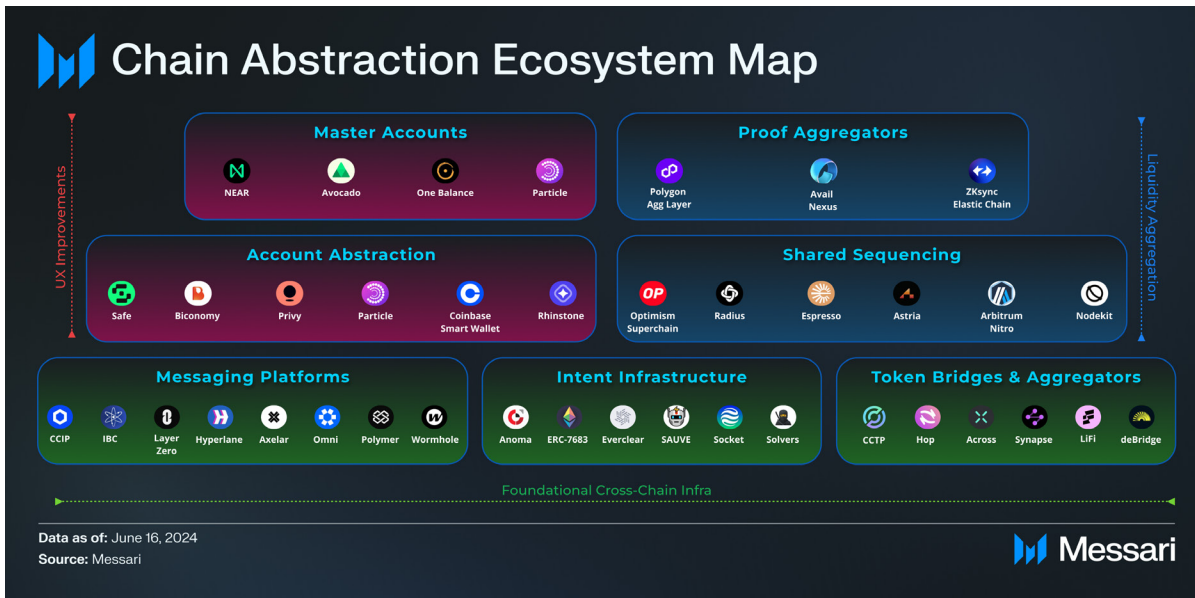 Chain Abstraction Ecosystem Map
UX Improvements
Master Accounts
NEAR
Avocado
One Balance
Particle
Proof Aggregators
Polygon
Agg Layer
Avail
Nexus
ZKsync
Elastic Chain
Liquidity Aggregation
Account Abstraction
Safe
Biconomy
Privy
Particle
Coinbase
Smart Wallet
Rhinstone
Shared Sequencing
OP
Optimism
Superchain
Radius
Espresso
Astria
Arbitrum
Nitro
Nodekit
Messaging Platforms
CCIP
IBC
Layer
Zero
Hyperlane
Axelar
Omni
Polymer
Wormhole
Intent Infrastructure
Anoma
ERC-7683
Everclear
SAUVE
Socket
Solvers
Token Bridges & Aggregators
CCTP
Hop
Across
Synapse
LiFi
deBridge
Foundational Cross-Chain Infra
Data as of: June 16, 2024
Source: Messari
Messari